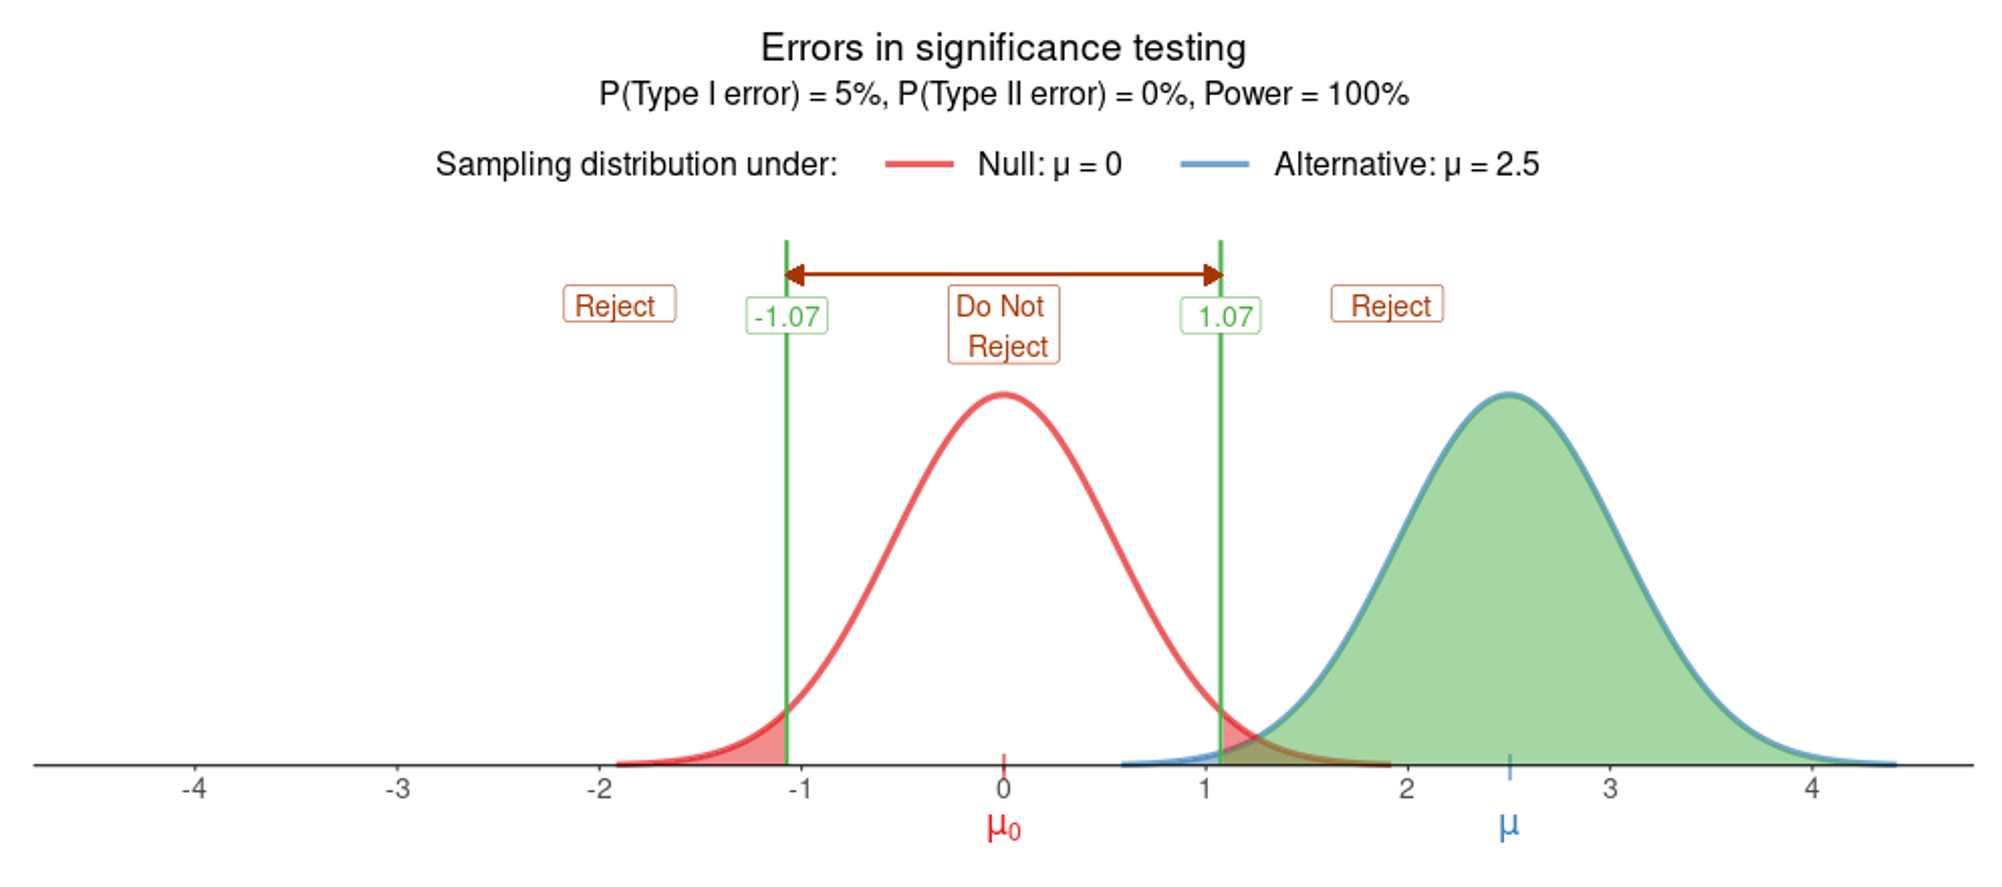 Errors in significance testing
P(Type I error) = 5%, P(Type II error) = 0%, Power = 100%
Sampling distribution under: Null: μ = 0 Alternative: μ = 2.5
Reject -1.07 Do Not 1.07 Reject
Reject
-4 -3 -2 -1 0 1 2 3 4
μ₀ μ